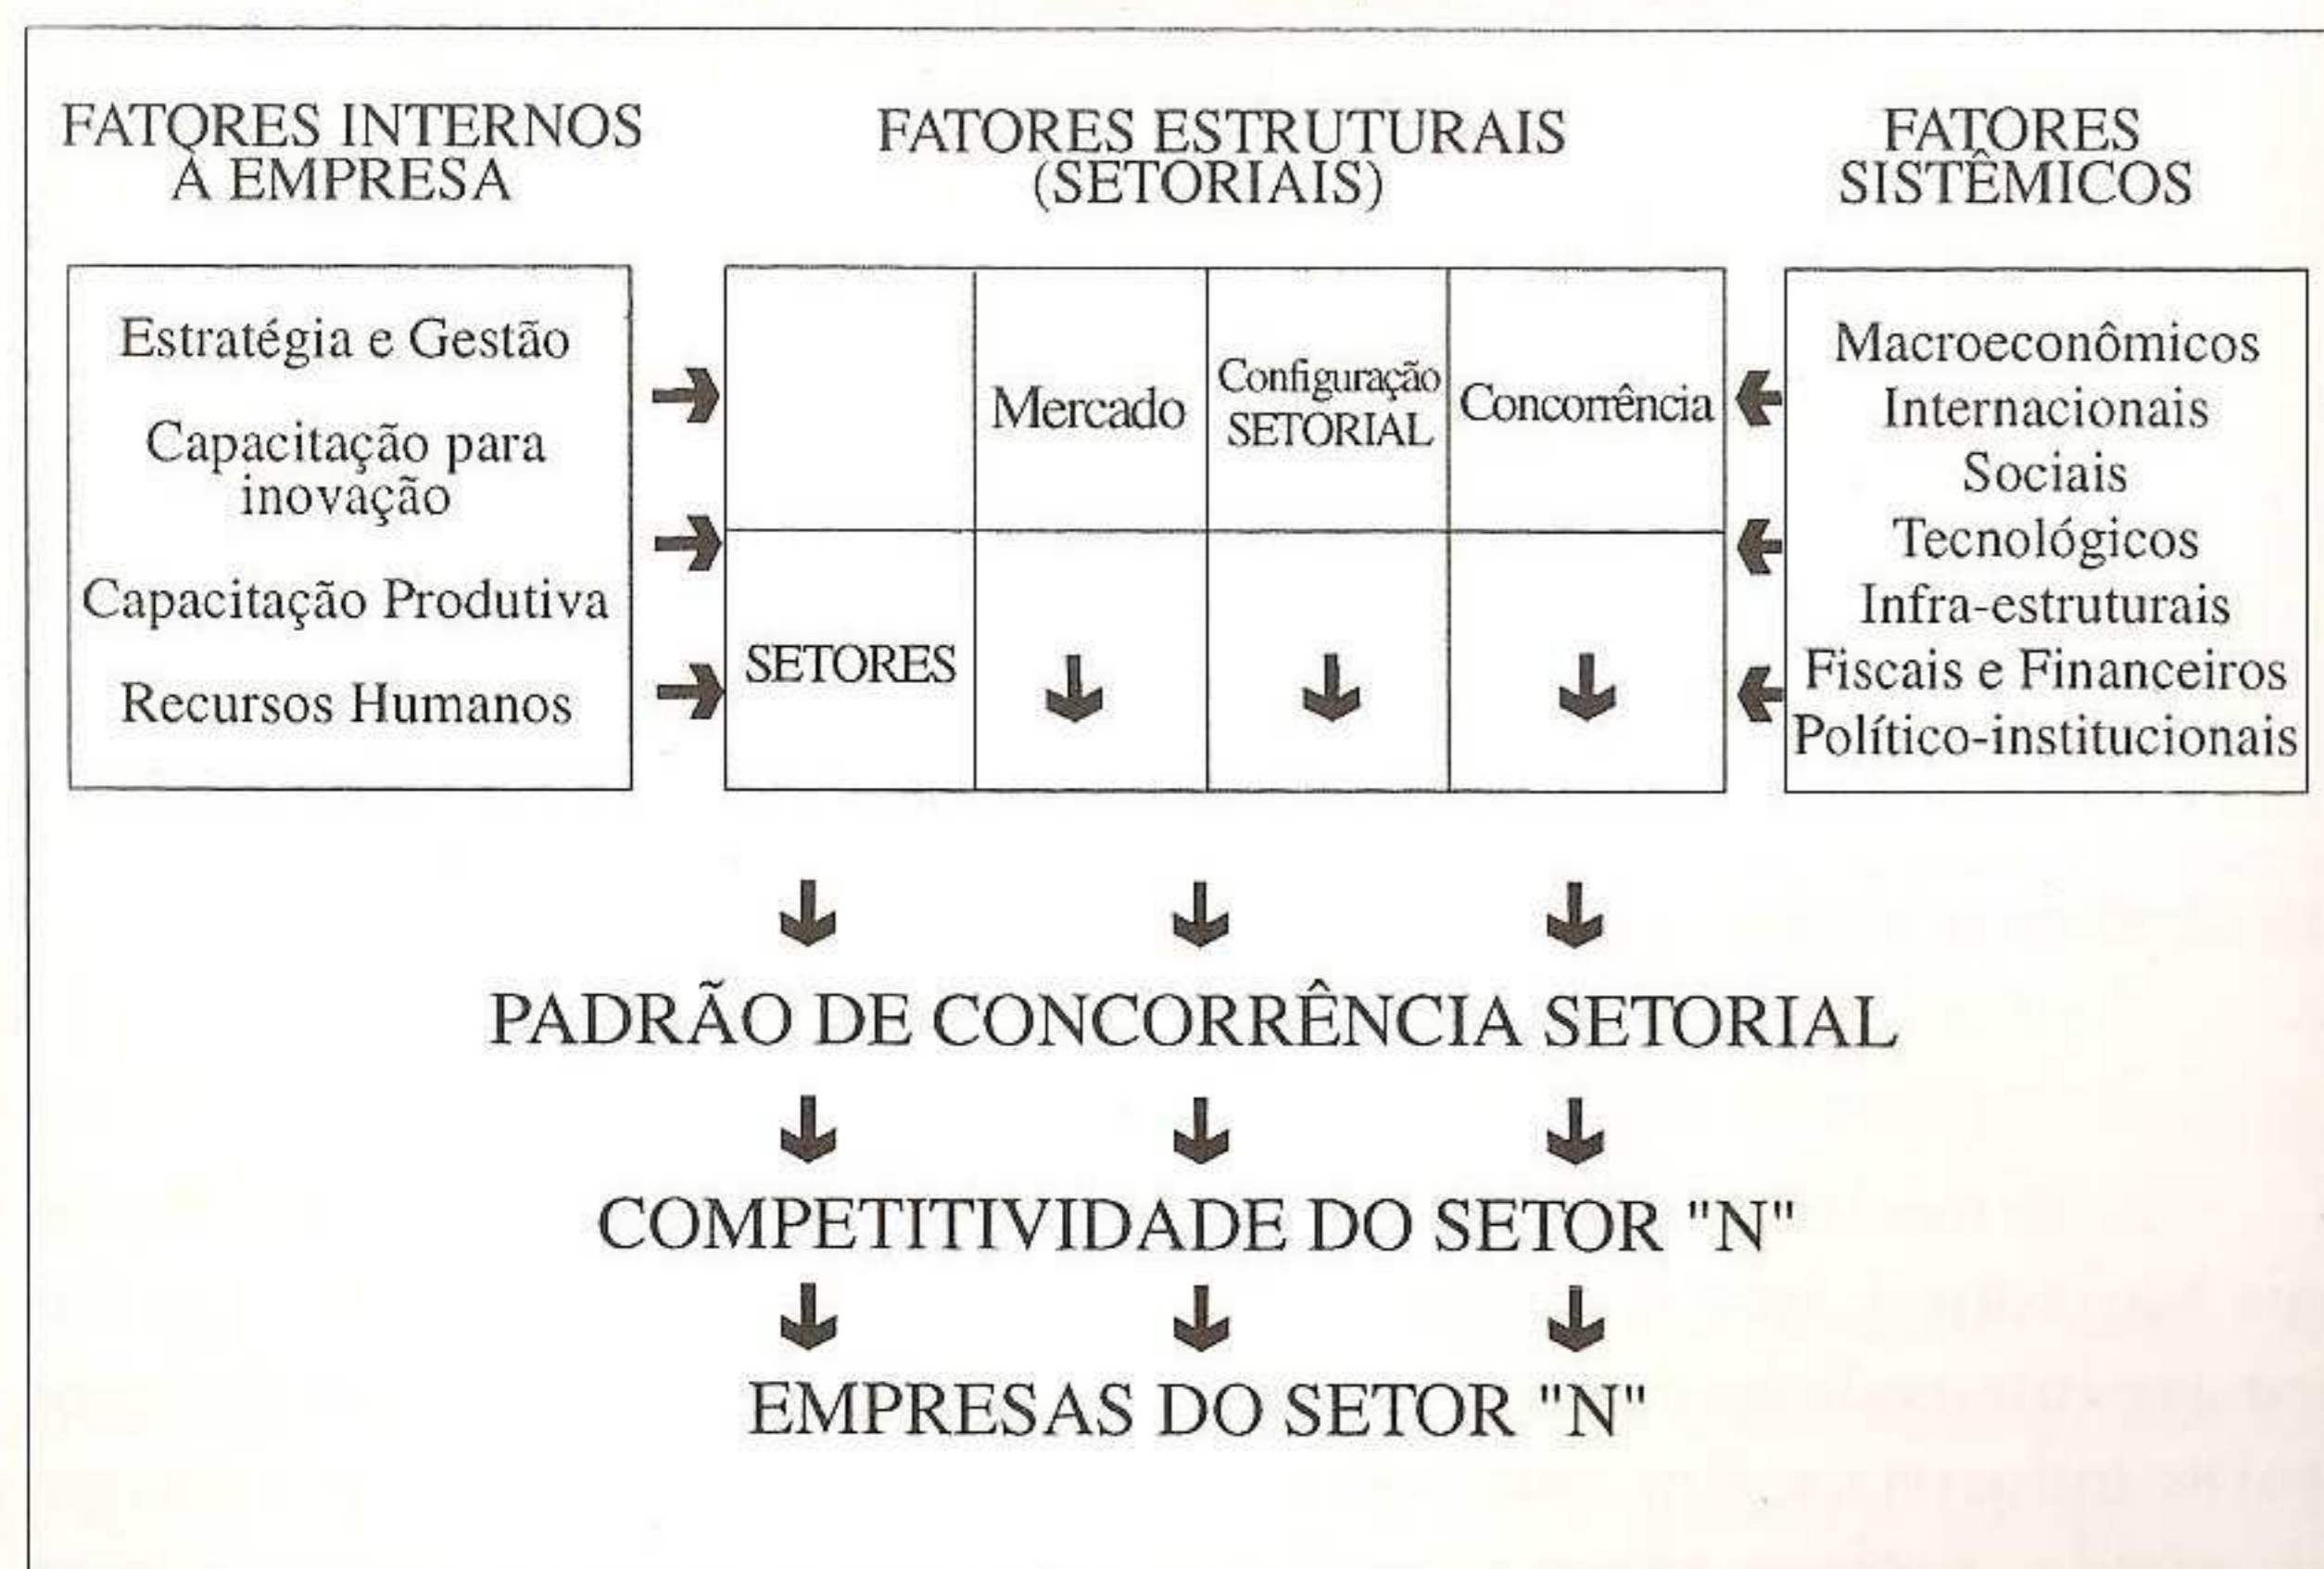 FATORES INTERNOS
À EMPRESA
Estratégia e Gestão
Capacitação para
inovação
Capacitação Produtiva
Recursos Humanos
FATORES ESTRUTURAIS
(SETORIAIS)
Mercado
Configuração
SETORIAL
Concorrência
SETORES
FATORES
SISTÊMICOS
Macroeconômicos
Internacionais
Sociais
Tecnológicos
Infra-estruturais
Fiscais e Financeiros
Político-institucionais
PADRÃO DE CONCORRÊNCIA SETORIAL
COMPETITIVIDADE DO SETOR "N"
EMPRESAS DO SETOR "N"